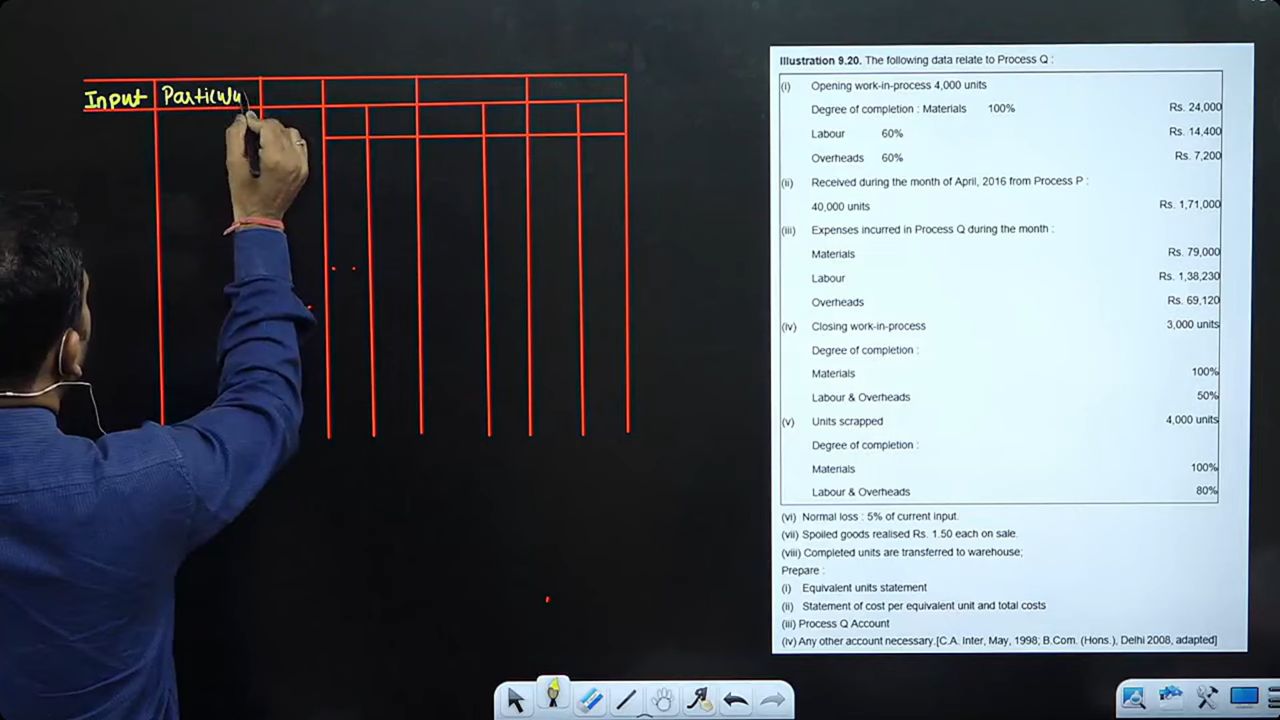 Input Particula
Illustration 9.20. The following data relate to Process Q :
(i) Opening work-in-process 4,000 units
Degree of completion : Materials 100% Rs. 24,000
Labour 60% Rs. 14,400
Overheads 60% Rs. 7,200
(ii) Received during the month of April, 2016 from Process P :
40,000 units Rs. 1,71,000
(iii) Expenses incurred in Process Q during the month :
Materials Rs. 79,000
Labour Rs. 1,38,230
Overheads Rs. 69,120
(iv) Closing work-in-process 3,000 units
Degree of completion :
Materials 100%
Labour & Overheads 50%
(v) Units scrapped 4,000 units
Degree of completion :
Materials 100%
Labour & Overheads 80%
(vi) Normal loss : 5% of current input.
(vii) Spoiled goods realised Rs. 1.50 each on sale.
(viii) Completed units are transferred to warehouse;
Prepare :
(i) Equivalent units statement
(ii) Statement of cost per equivalent unit and total costs
(iii) Process Q Account
(iv) Any other account necessary.[C.A. Inter, May, 1998; B.Com. (Hons.), Delhi 2008, adapted]